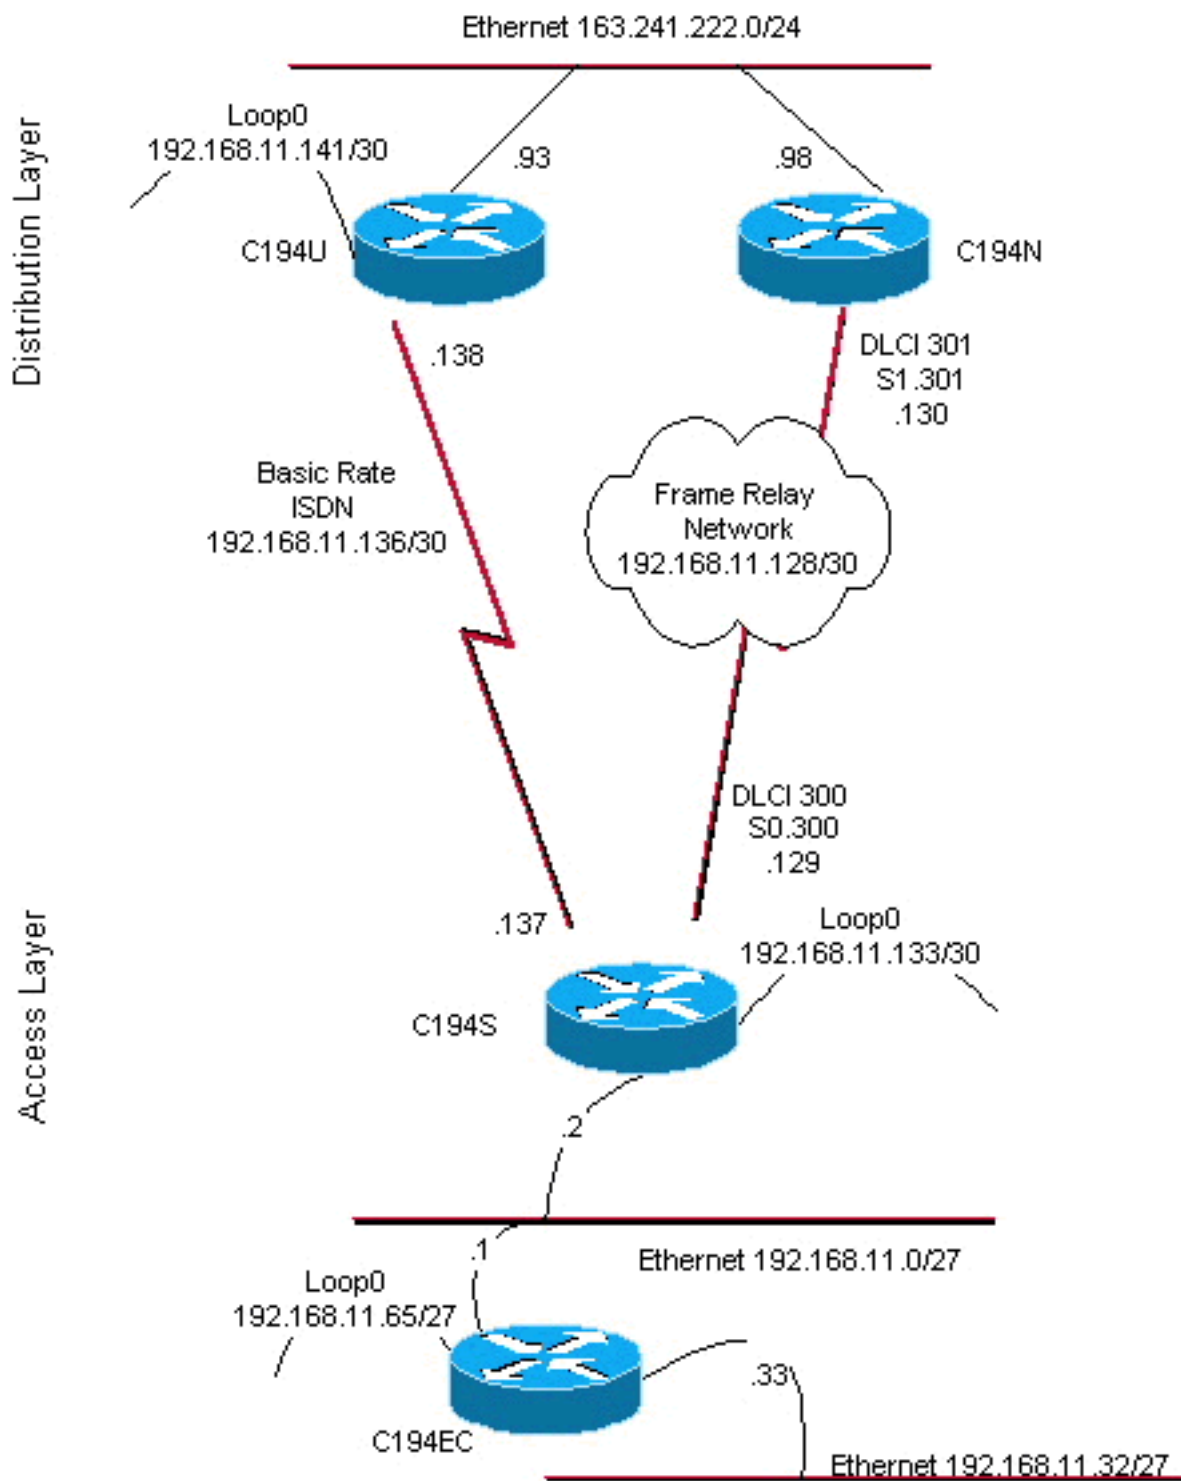 Ethernet 163.241.222.0/24
Distribution Layer
Loop0
192.168.11.141/30
.93
.98
C194U
C194N
.138
DLCI 301
S1.301
.130
Basic Rate
ISDN
192.168.11.136/30
Frame Relay
Network
192.168.11.128/30
DLCI 300
S0.300
.129
Access Layer
.137
Loop0
192.168.11.133/30
C194S
.2
.1
Ethernet 192.168.11.0/27
Loop0
192.168.11.65/27
.33
C194EC
Ethernet 192.168.11.32/27